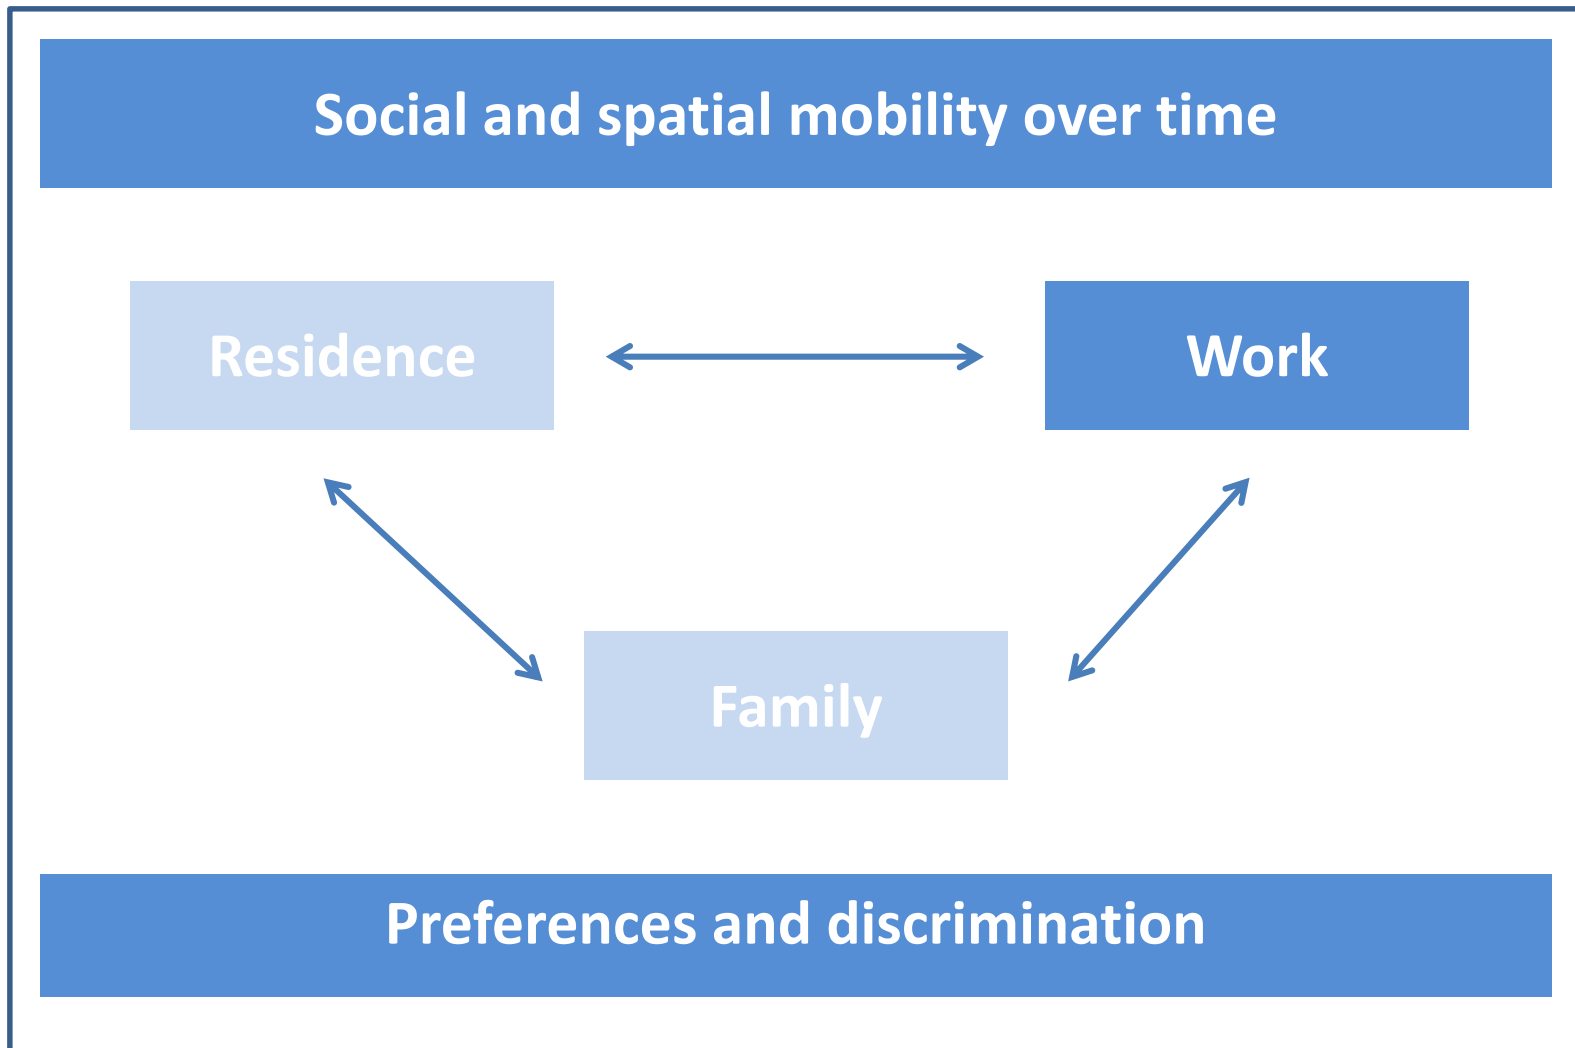 Social and spatial mobility over time
Residence
Work
Family
Preferences and discrimination